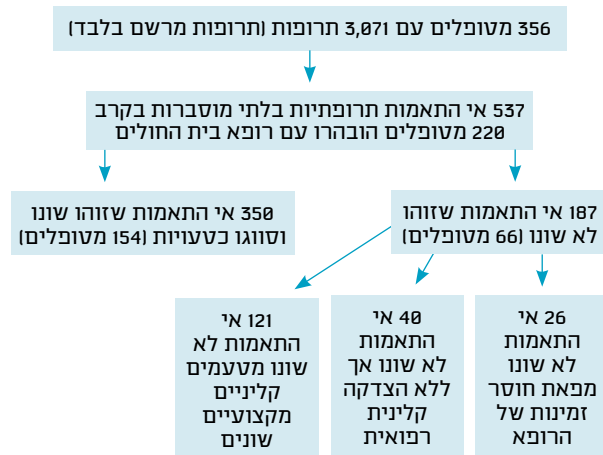 356 מטופלים עם 3,071 תרופות (תרופות מרשם בלבד)
537 אי התאמות תרופתיות בלתי מוסברות בקרב
220 מטופלים הובהרו עם רופא בית החולים
187 אי התאמות שזוהו
לא שונו (66 מטופלים)
350 אי התאמות שזוהו שונו
וסווגו כטעויות (154 מטופלים)
26 אי
התאמות
לא שונו
מפאת חוסר
זמינות של
הרופא
40 אי
התאמות
לא שונו אך
ללא הצדקה
קלינית
רפואית
121 אי
התאמות לא
שונו מטעמים
קליניים
מקצועיים
שונים